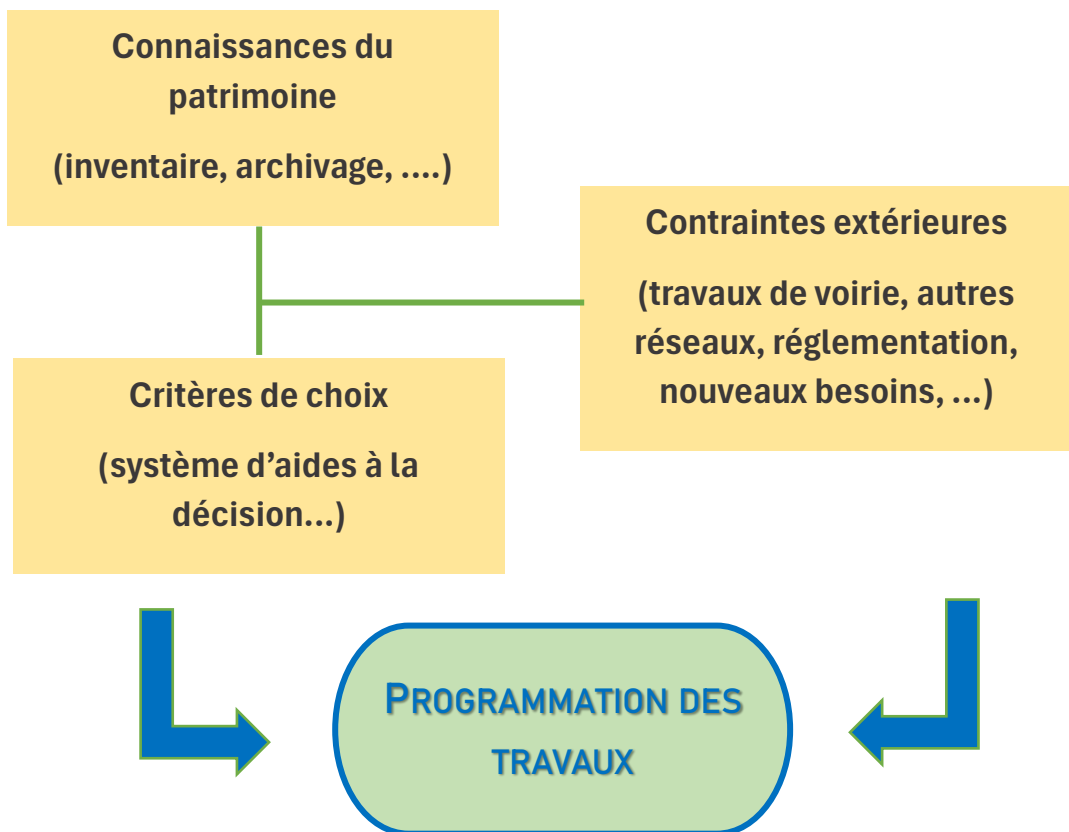 Connaissances du
patrimoine
(inventaire, archivage, ....)
Contraintes extérieures
(travaux de voirie, autres
réseaux, réglementation,
nouveaux besoins, ...)
Critères de choix
(système d'aides à la
décision...)
PROGRAMMATION DES
TRAVAUX